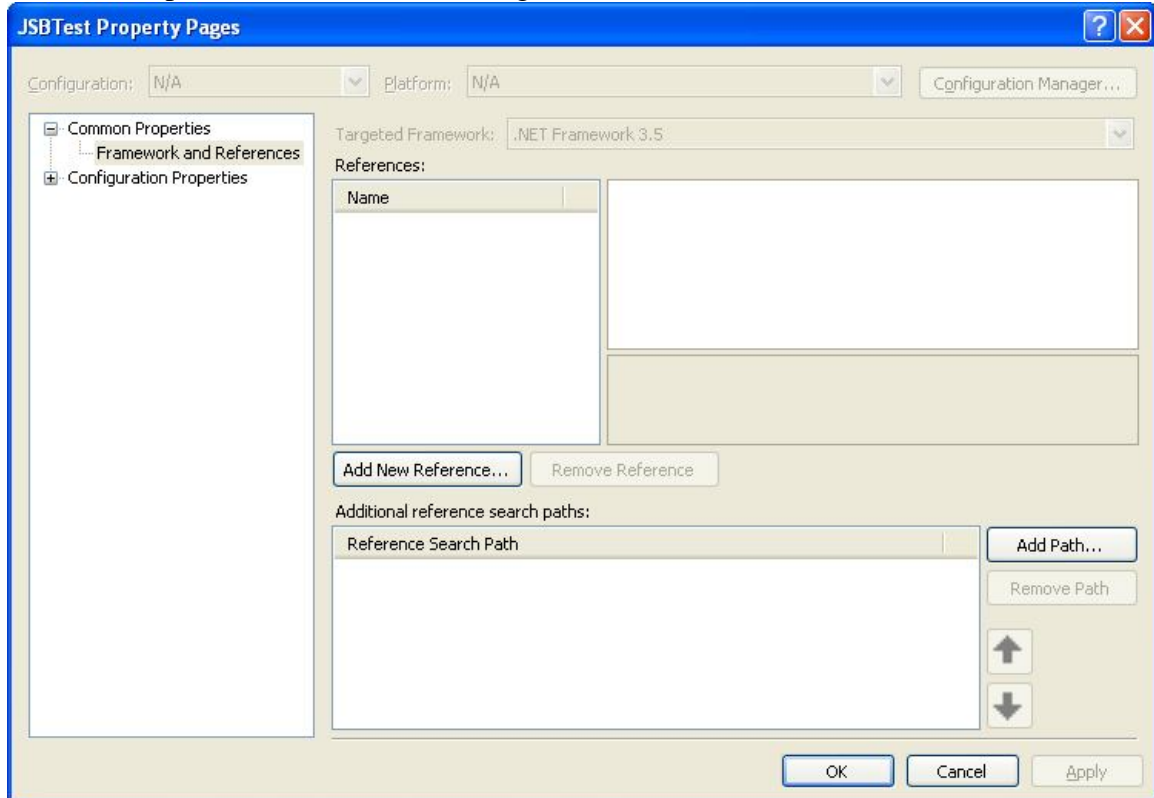 JSBTest Property Pages
Configuration: N/A Platform: N/A Configuration Manager...
Common Properties
Framework and References
Configuration Properties
Targeted Framework: .NET Framework 3.5
References:
Name
Add New Reference... Remove Reference
Additional reference search paths:
Reference Search Path
Add Path...
Remove Path
OK Cancel Apply